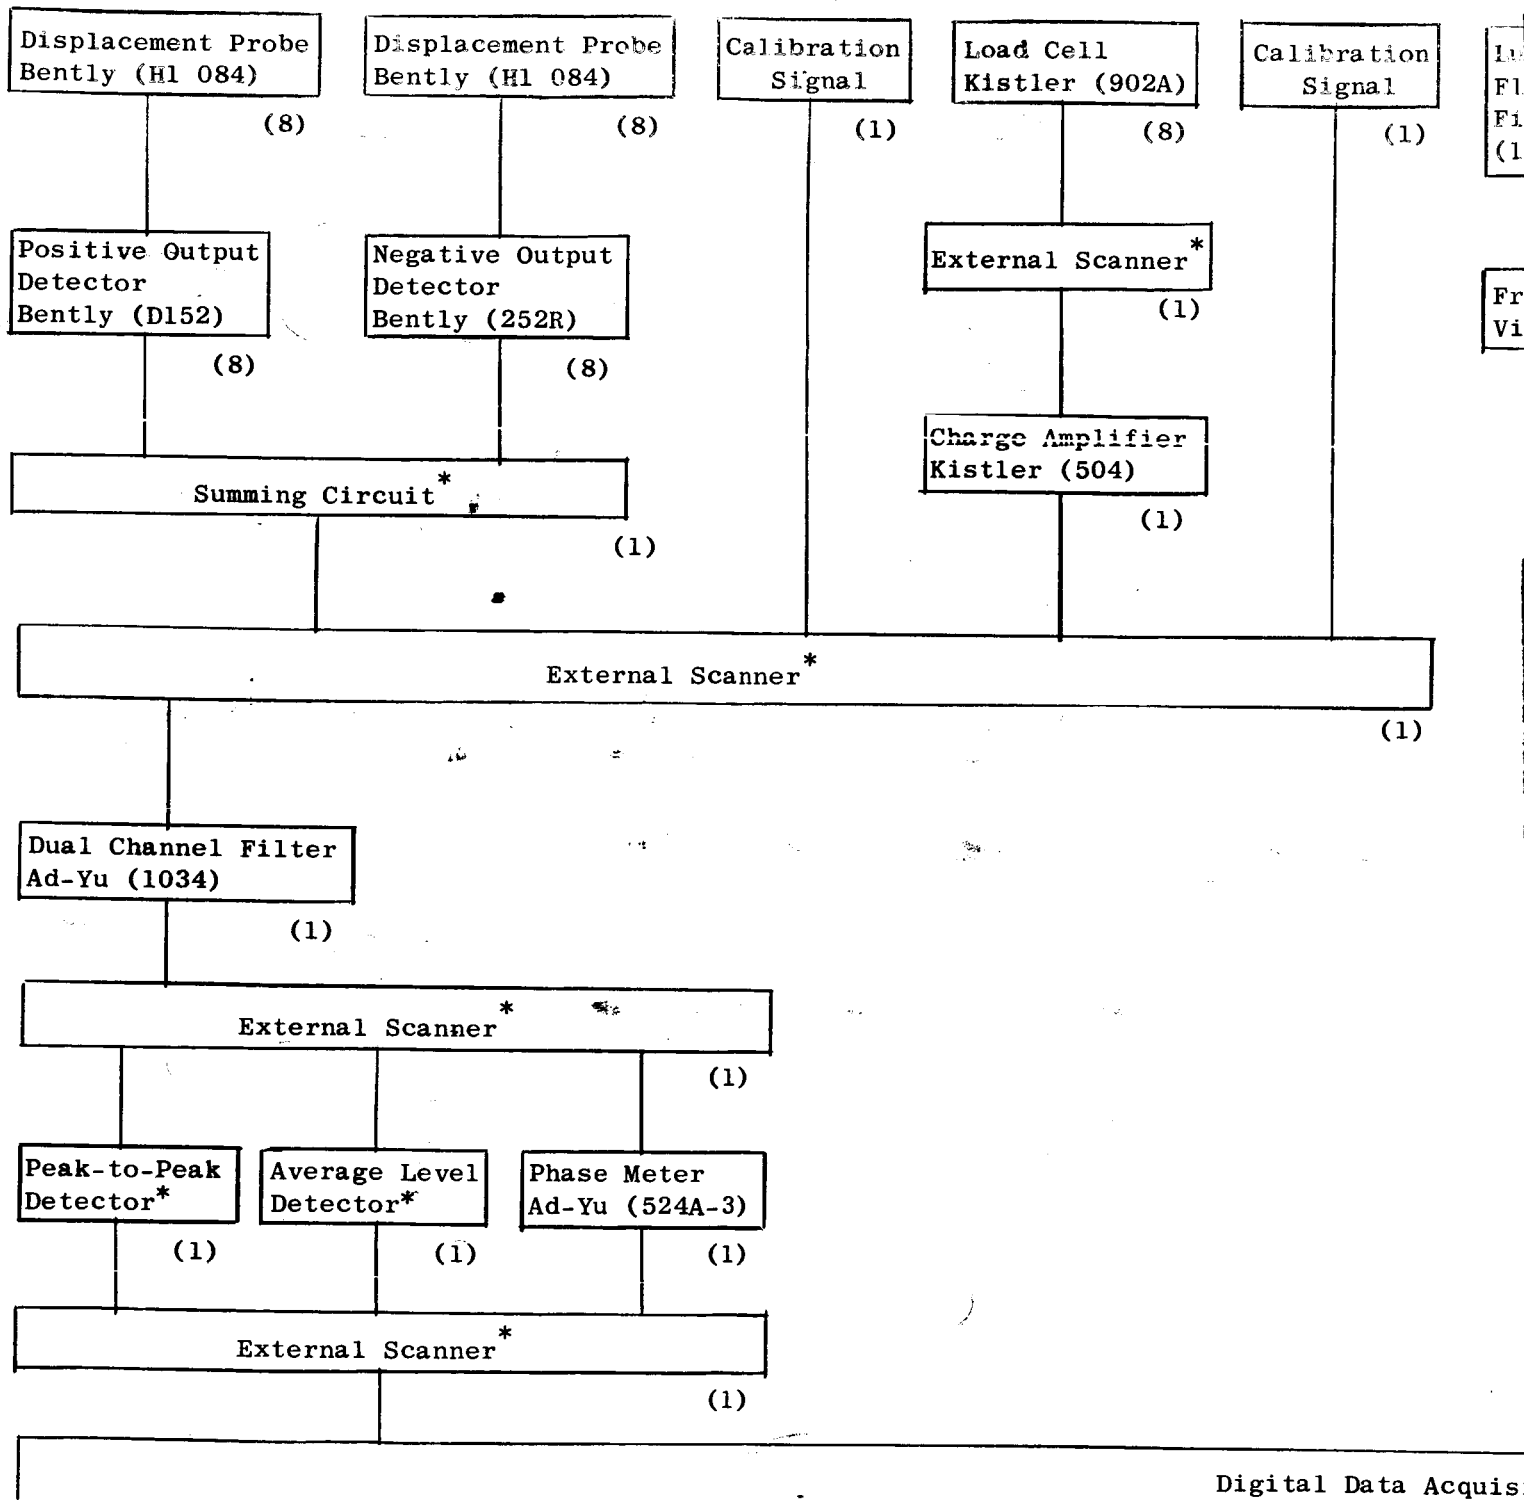 Displacement Probe
Bently (H1 084)
(8)
Displacement Probe
Bently (H1 084)
(8)
Calibration
Signal
(1)
Load Cell
Kistler (902A)
(8)
Calibration
Signal
(1)
Positive Output
Detector
Bently (D152)
(8)
Negative Output
Detector
Bently (252R)
(8)
External Scanner*
(1)
Charge Amplifier
Kistler (504)
(1)
Summing Circuit*
(1)
External Scanner*
(1)
Dual Channel Filter
Ad-Yu (1034)
(1)
External Scanner*
(1)
Peak-to-Peak
Detector*
(1)
Average Level
Detector*
(1)
Phase Meter
Ad-Yu (524A-3)
(1)
External Scanner*
(1)
Digital Data